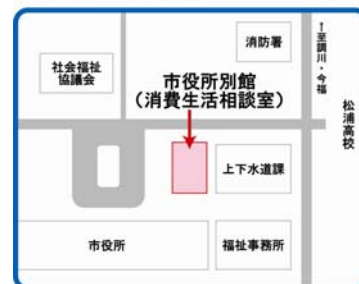 消防署
↑至調川・今福
松浦高校
社会福祉
協議会
市役所別館
(消費生活相談室)
上下水道課
市役所
福祉事務所